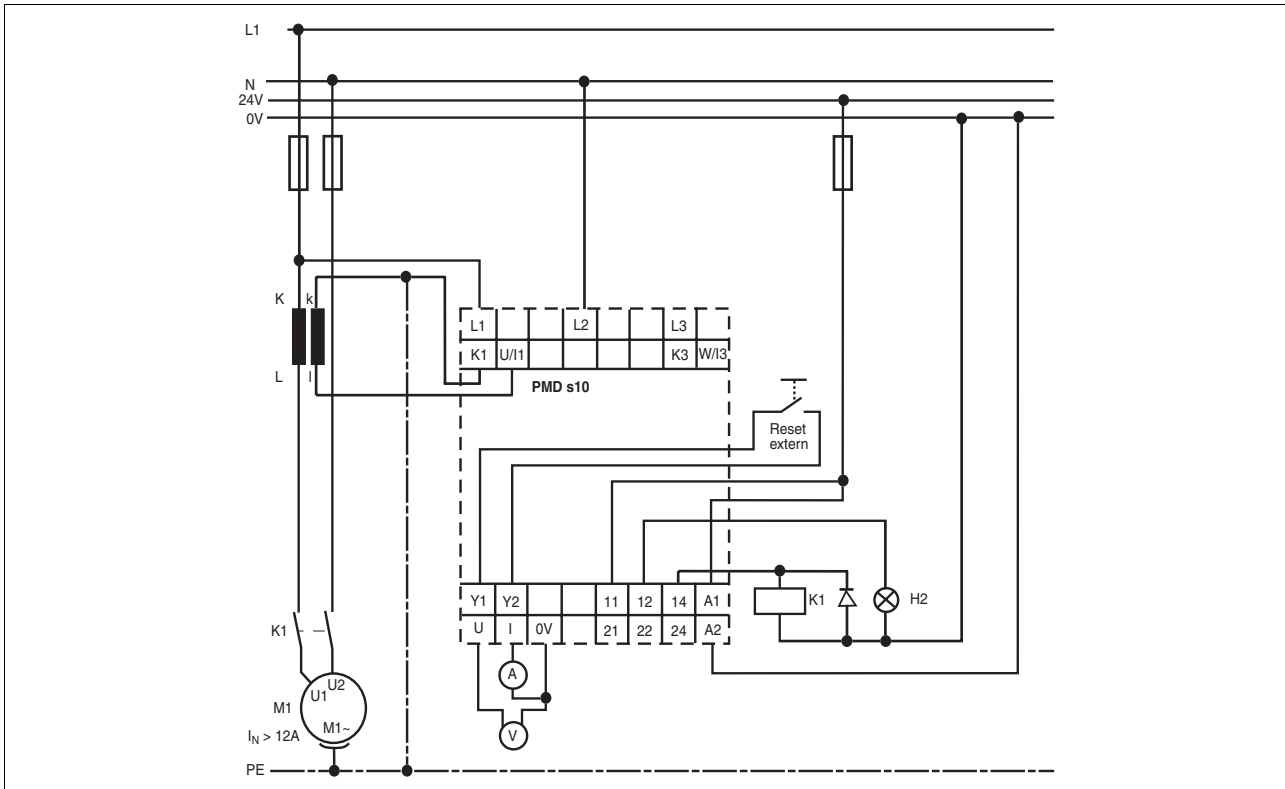 L1
N
24V
0V
K k
L l
L1 L2 L3
K1 U/I1 K3 W/I3
PMD s10
Reset
extern
Y1 Y2 11 12 14 A1
U I 0V 21 22 24 A2
K1 H2
A
V
K1
U1 U2
M1
M1~
IN > 12A
PE